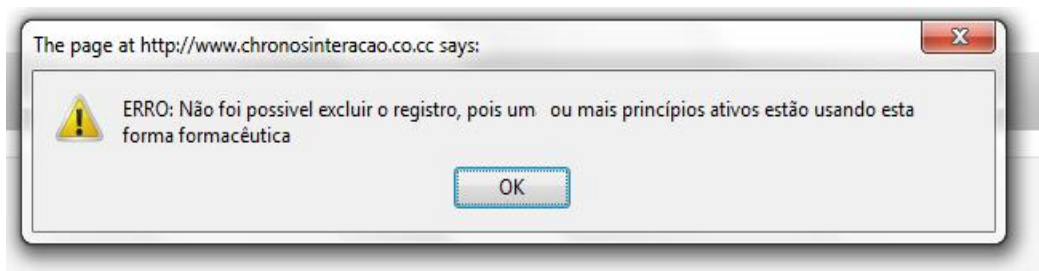 The page at http://www.chronosinteracao.co.cc says:
ERRO: Não foi possivel excluir o registro, pois um  ou mais princípios ativos estão usando esta
forma formacêutica
OK